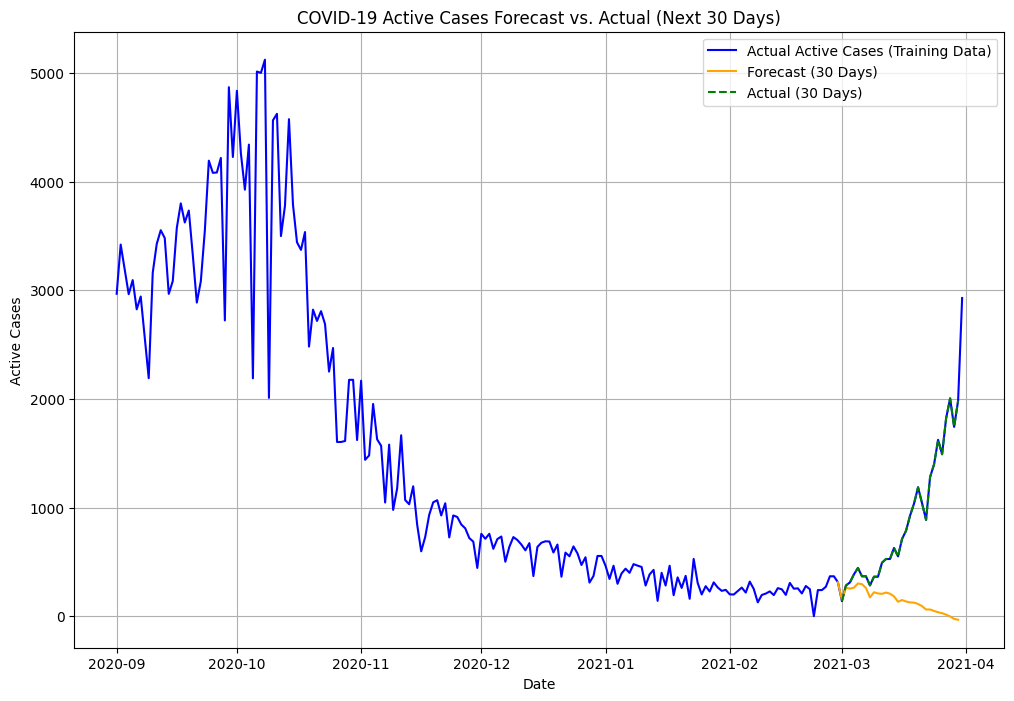 COVID-19 Active Cases Forecast vs. Actual (Next 30 Days)
Actual Active Cases (Training Data)
Forecast (30 Days)
Actual (30 Days)
Active Cases
5000
4000
3000
2000
1000
0
2020-09
2020-10
2020-11
2020-12
2021-01
2021-02
2021-03
2021-04
Date